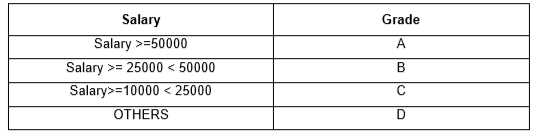 Salary Grade
Salary >=50000 A
Salary >= 25000 < 50000 B
Salary>=10000 < 25000 C
OTHERS D